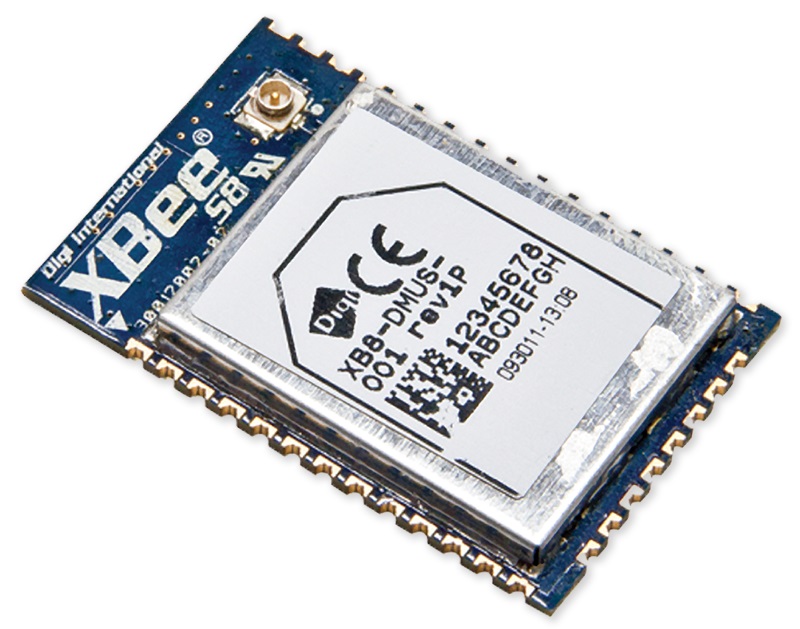 Digi International
XBee®
S8
Digi CE
XB8-DMUS-
001 rev1P
12345678
ABCDEFGH
093011-13:08